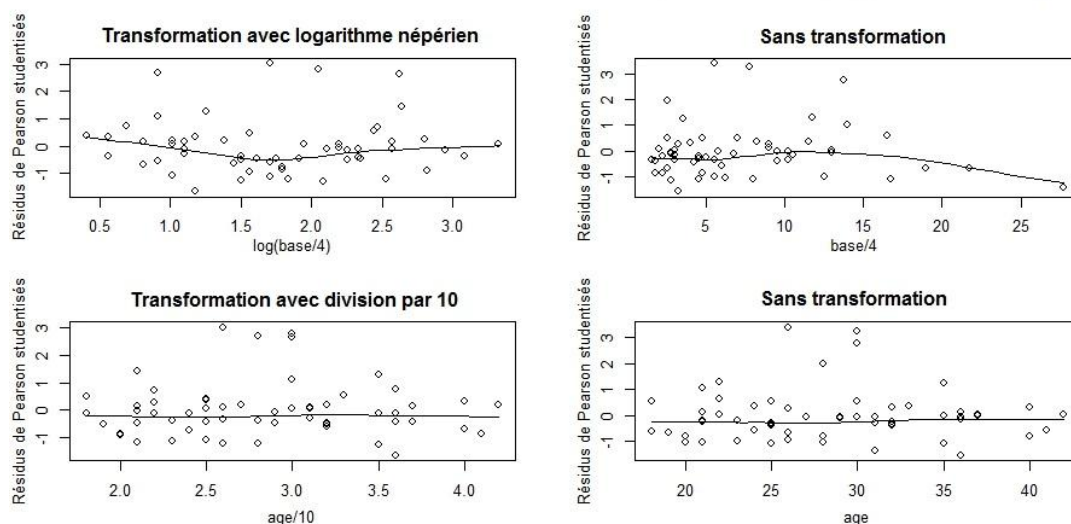 Transformation avec logarithme népérien
Résidus de Pearson studentisés
3
2
1
0
-1
0.5 1.0 1.5 2.0 2.5 3.0
log(base/4)
Sans transformation
Résidus de Pearson studentisés
3
2
1
0
-1
5 10 15 20 25
base/4
Transformation avec division par 10
Résidus de Pearson studentisés
3
2
1
0
-1
2.0 2.5 3.0 3.5 4.0
age/10
Sans transformation
Résidus de Pearson studentisés
3
2
1
0
-1
20 25 30 35 40
age